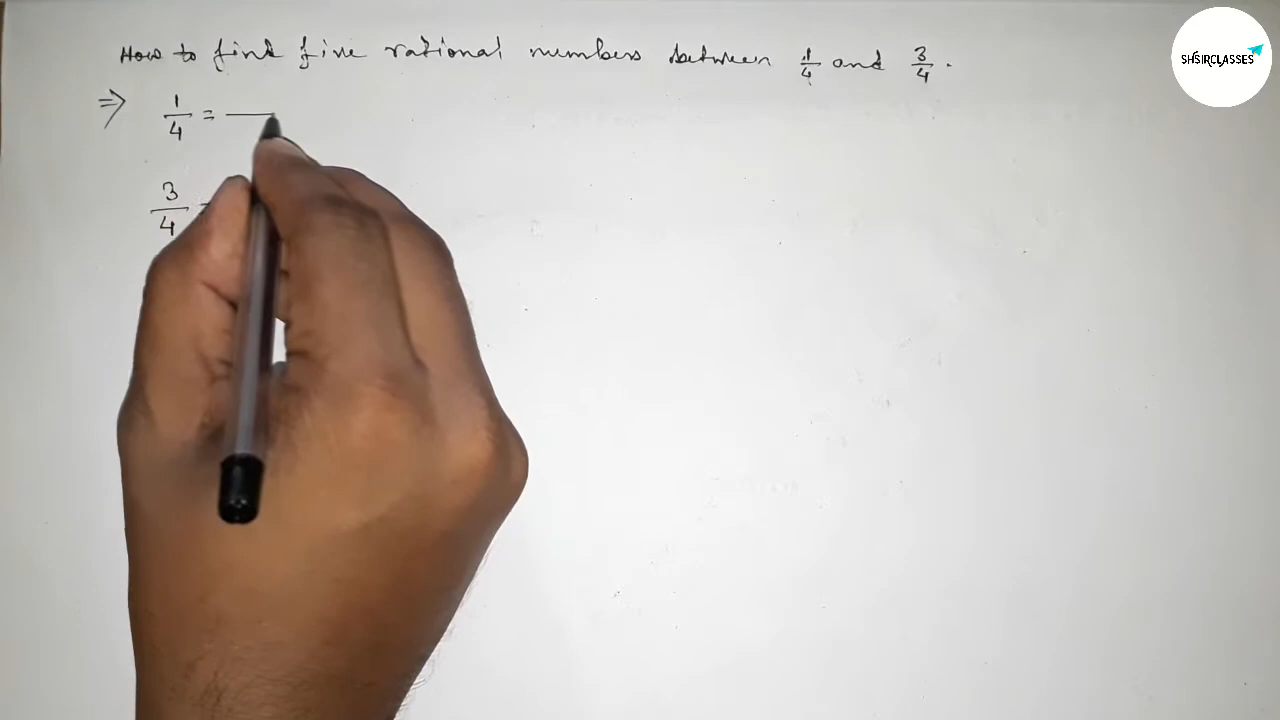 How to find five rational numbers between 1/4 and 3/4.
SHSIRCLASSES
⇒ 1/4 =
3/4 =